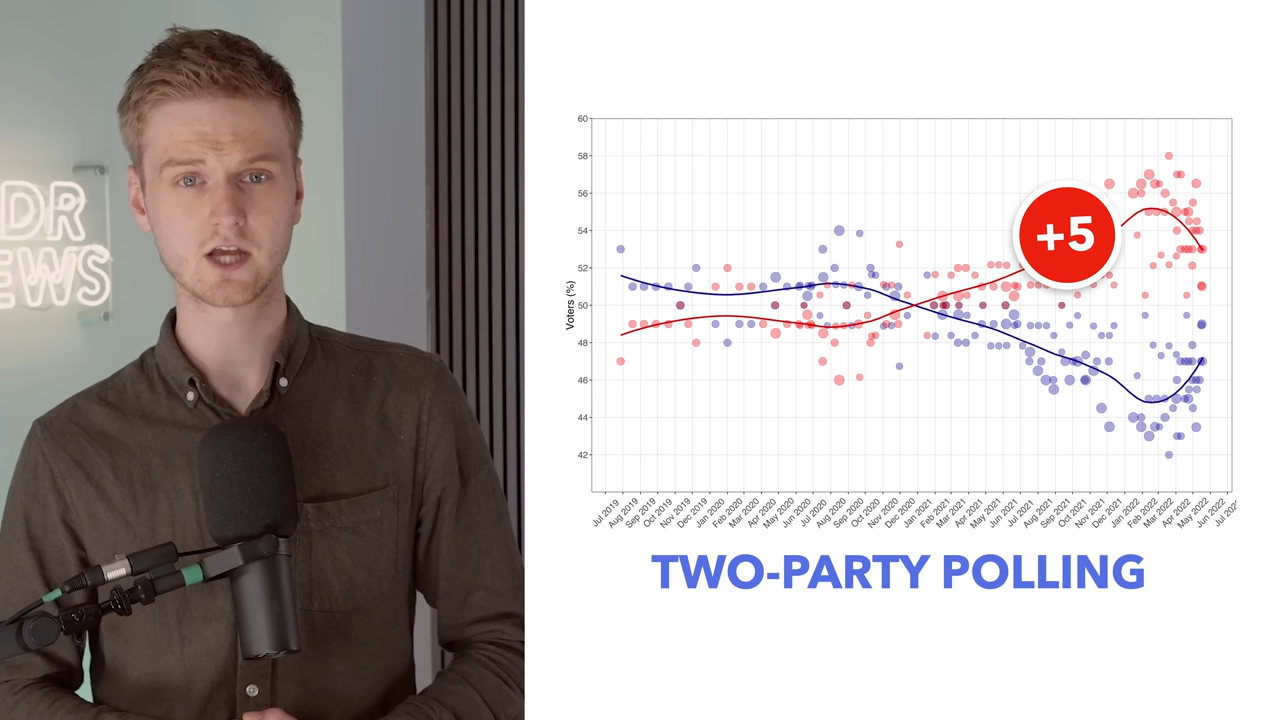 DR
EWS
60
58
56
54
52
50
48
46
44
42
Voters (%)
+5
Jul 2019
Aug 2019
Sep 2019
Oct 2019
Nov 2019
Dec 2019
Jan 2020
Feb 2020
Mar 2020
Apr 2020
May 2020
Jun 2020
Jul 2020
Aug 2020
Sep 2020
Oct 2020
Nov 2020
Dec 2020
Jan 2021
Feb 2021
Mar 2021
Apr 2021
May 2021
Jun 2021
Jul 2021
Aug 2021
Sep 2021
Oct 2021
Nov 2021
Dec 2021
Jan 2022
Feb 2022
Mar 2022
Apr 2022
May 2022
Jun 2022
Jul 202
TWO-PARTY POLLING